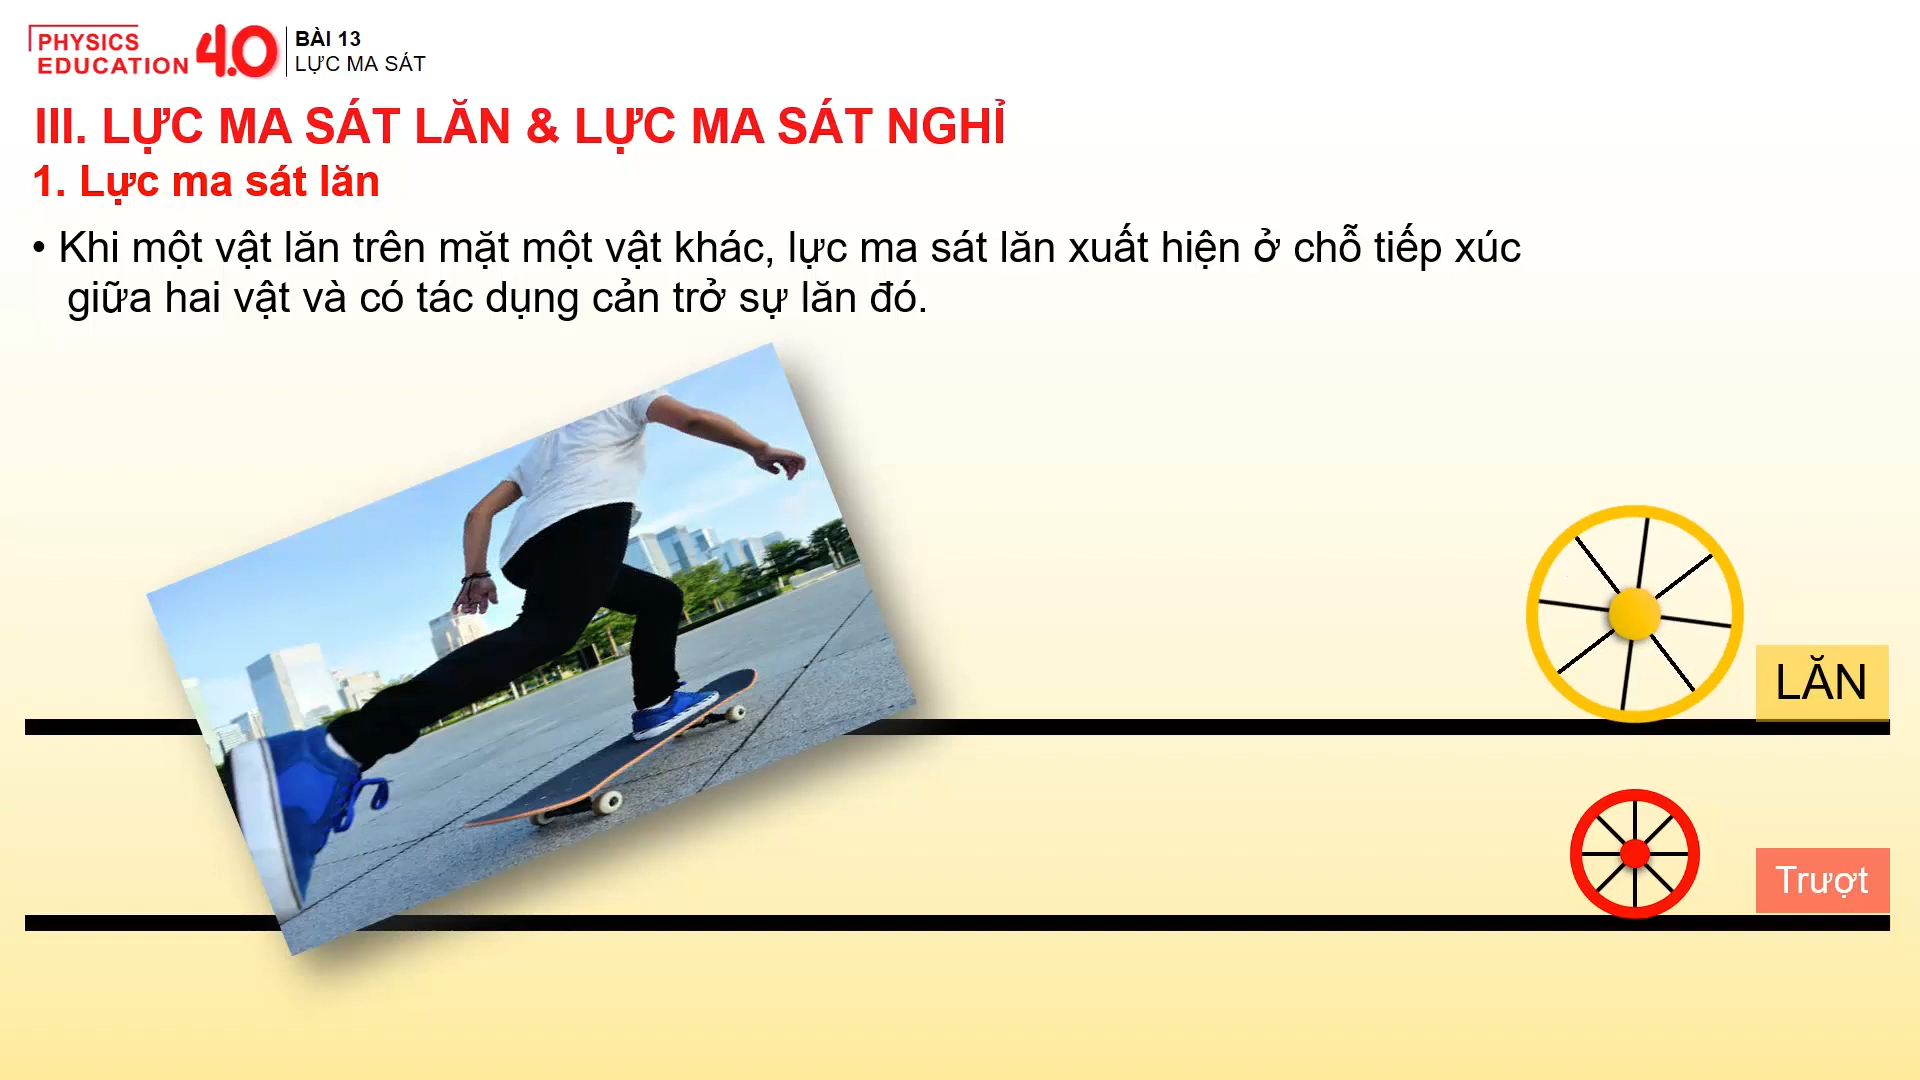 PHYSICS
EDUCATION
4.0
BÀI 13
LỰC MA SÁT
III. LỰC MA SÁT LĂN & LỰC MA SÁT NGHỈ
1. Lực ma sát lăn
• Khi một vật lăn trên mặt một vật khác, lực ma sát lăn xuất hiện ở chỗ tiếp xúc
giữa hai vật và có tác dụng cản trở sự lăn đó.
LĂN
Trượt